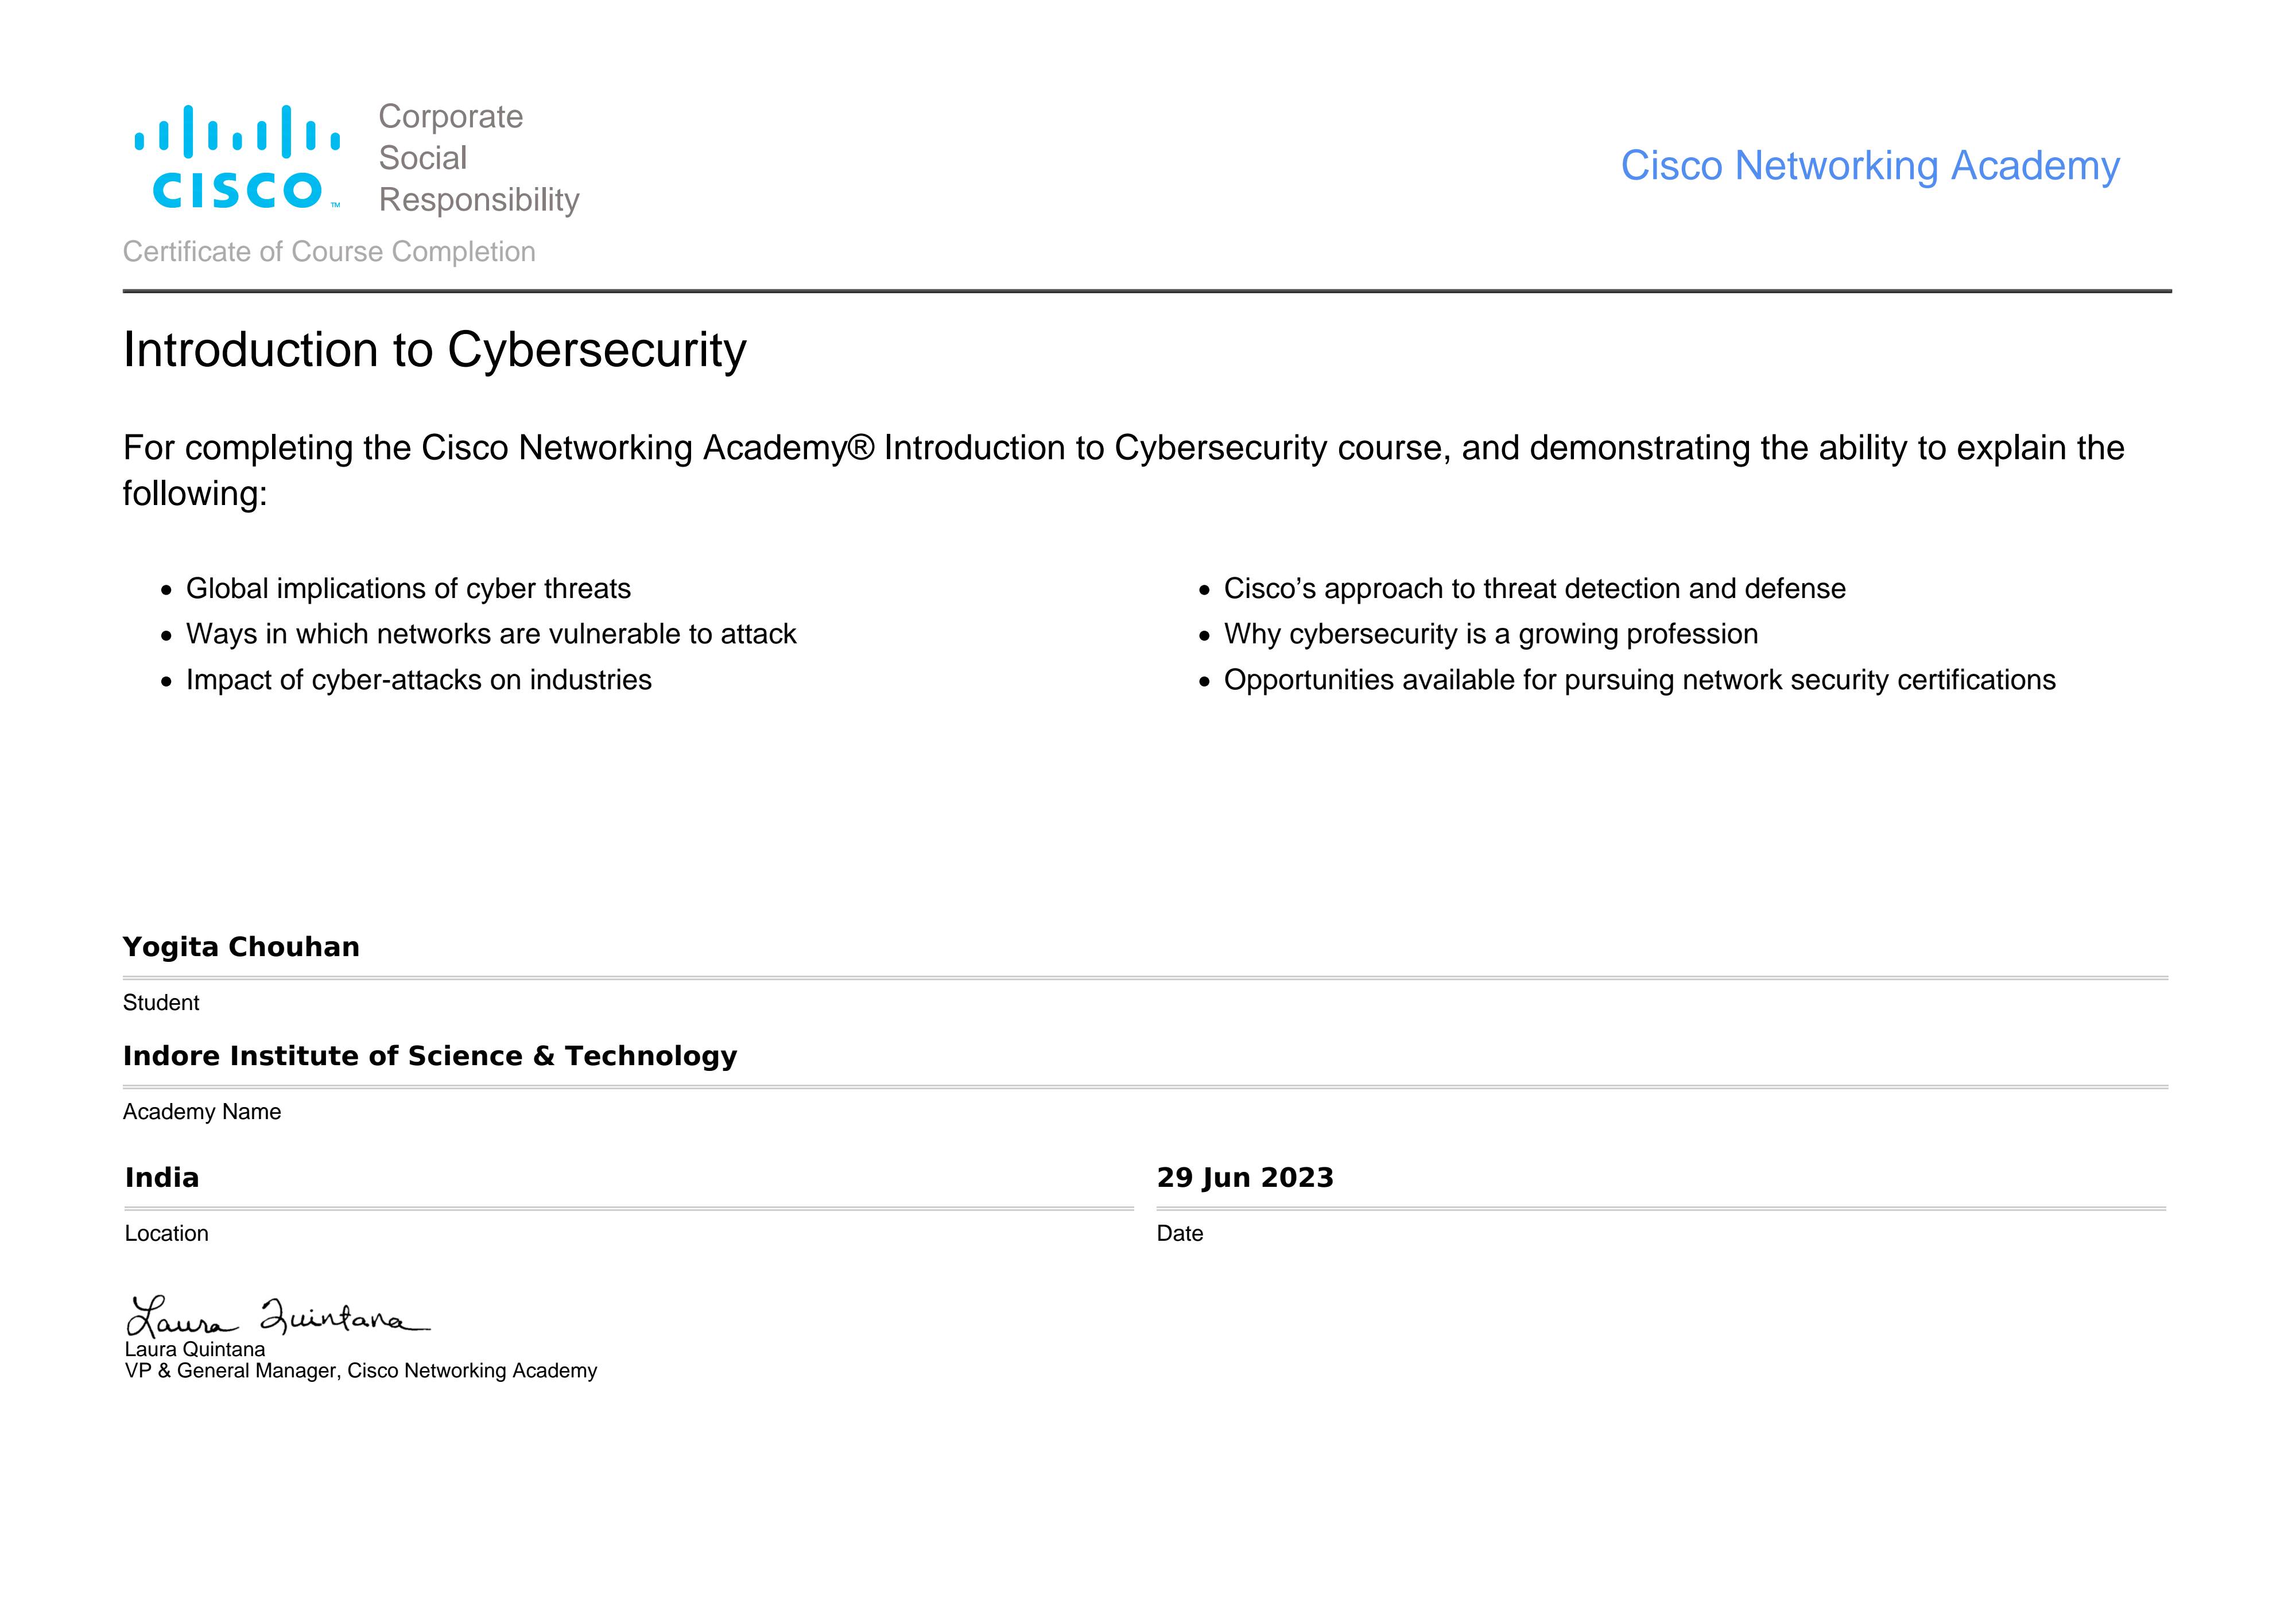 CISCO™
Corporate
Social
Responsibility
Cisco Networking Academy
Certificate of Course Completion
Introduction to Cybersecurity
For completing the Cisco Networking Academy® Introduction to Cybersecurity course, and demonstrating the ability to explain the
following:
• Global implications of cyber threats
• Ways in which networks are vulnerable to attack
• Impact of cyber-attacks on industries
• Cisco’s approach to threat detection and defense
• Why cybersecurity is a growing profession
• Opportunities available for pursuing network security certifications
Yogita Chouhan
Student
Indore Institute of Science & Technology
Academy Name
India
Location
29 Jun 2023
Date
Laura Quintana
Laura Quintana
VP & General Manager, Cisco Networking Academy